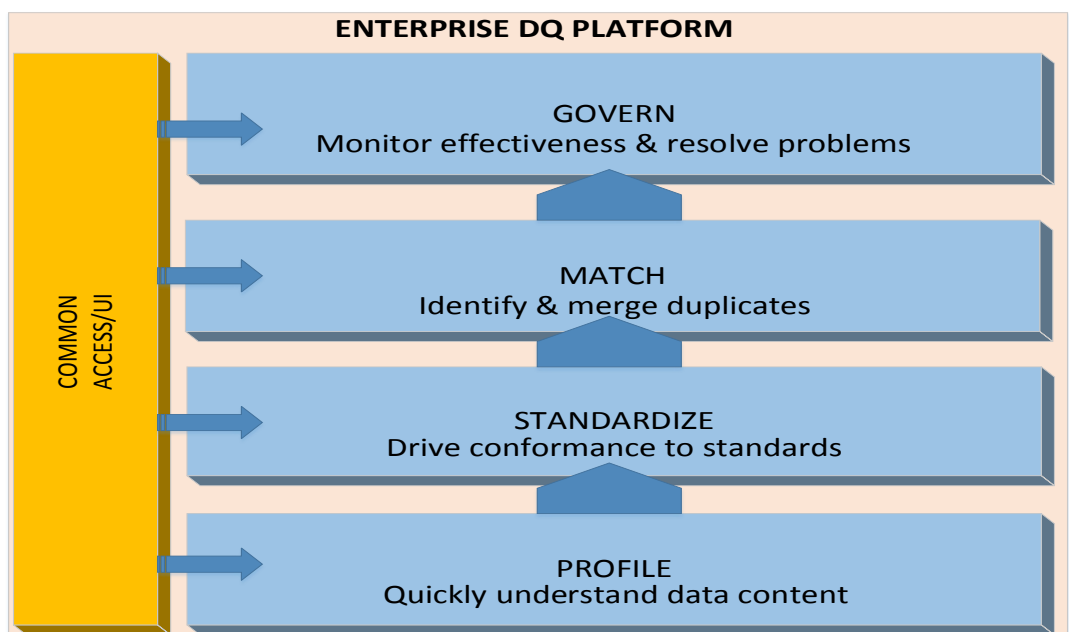 ENTERPRISE DQ PLATFORM
COMMON
ACCESS/UI
GOVERN
Monitor effectiveness & resolve problems
MATCH
Identify & merge duplicates
STANDARDIZE
Drive conformance to standards
PROFILE
Quickly understand data content